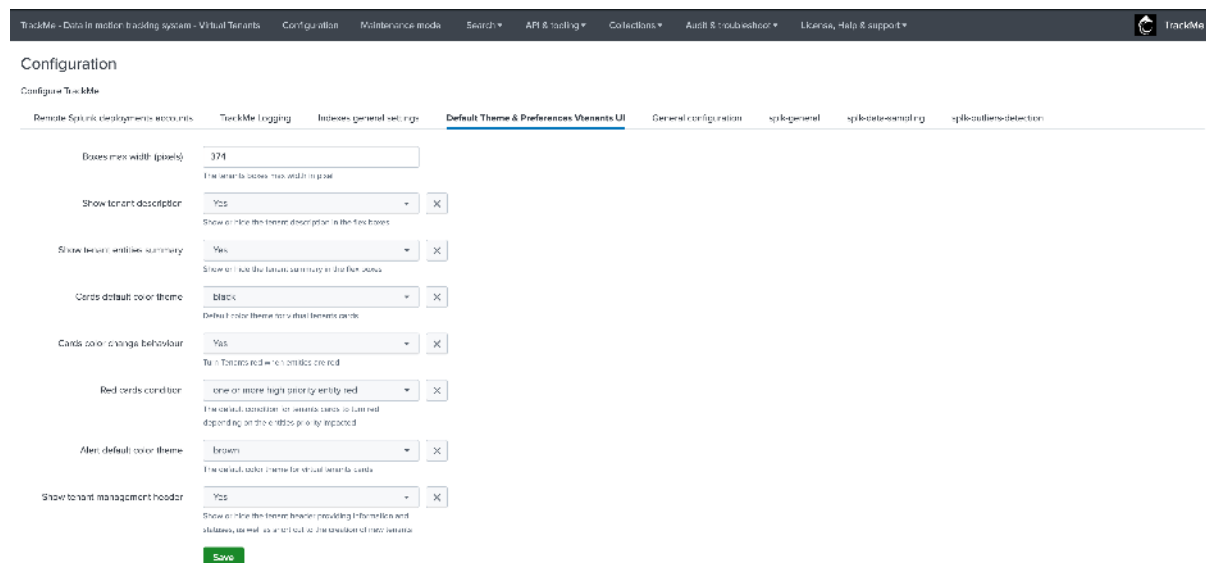 TrackMe - Data in motion tracking system - Virtual Tenants Configuration Maintenance mode Search API & tooling Collections Audit & troubleshoot License, Help & support TrackMe
Configuration
Configure TrackMe
Remote Splunk deployments accounts TrackMe Logging Indexes general settings Default Theme & Preferences Vtenants UI General configuration splk-general splk-data-sampling splk-outliers-detection
Boxes max width (pixels) 374
The tenants boxes max width in pixel
Show tenant description Yes
Show or hide the tenant description in the flex boxes
Show tenant entities summary Yes
Show or hide the tenant summary in the flex boxes
Cards default color theme black
Default color theme for virtual tenants cards
Cards color change behaviour Yes
Turn Tenants red when entities are red
Red cards condition one or more high priority entity red
The default condition for tenants cards to turn red
depending on the entities priority impacted
Alert default color theme brown
The default color theme for virtual tenants cards
Show tenant management header Yes
Show or hide the tenant header providing information and
statuses, as well as short cut to the creation of new tenants
Save